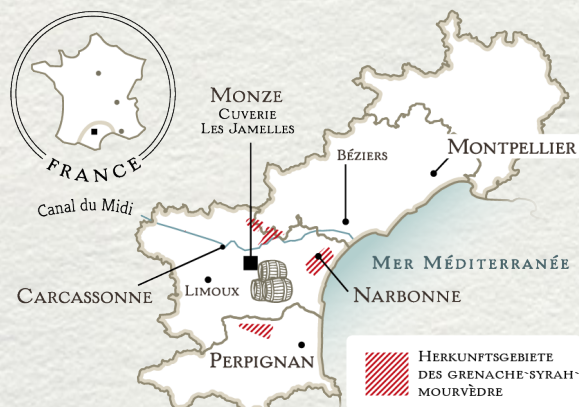 FRANCE
Monze
Cuverie
Les Jamelles
Béziers
Montpellier
Canal du Midi
Mer Méditerranée
Carcassonne
Limoux
Narbonne
Perpignan
Herkunftsgebiete
des Grenache-Syrah-
Mourvèdre